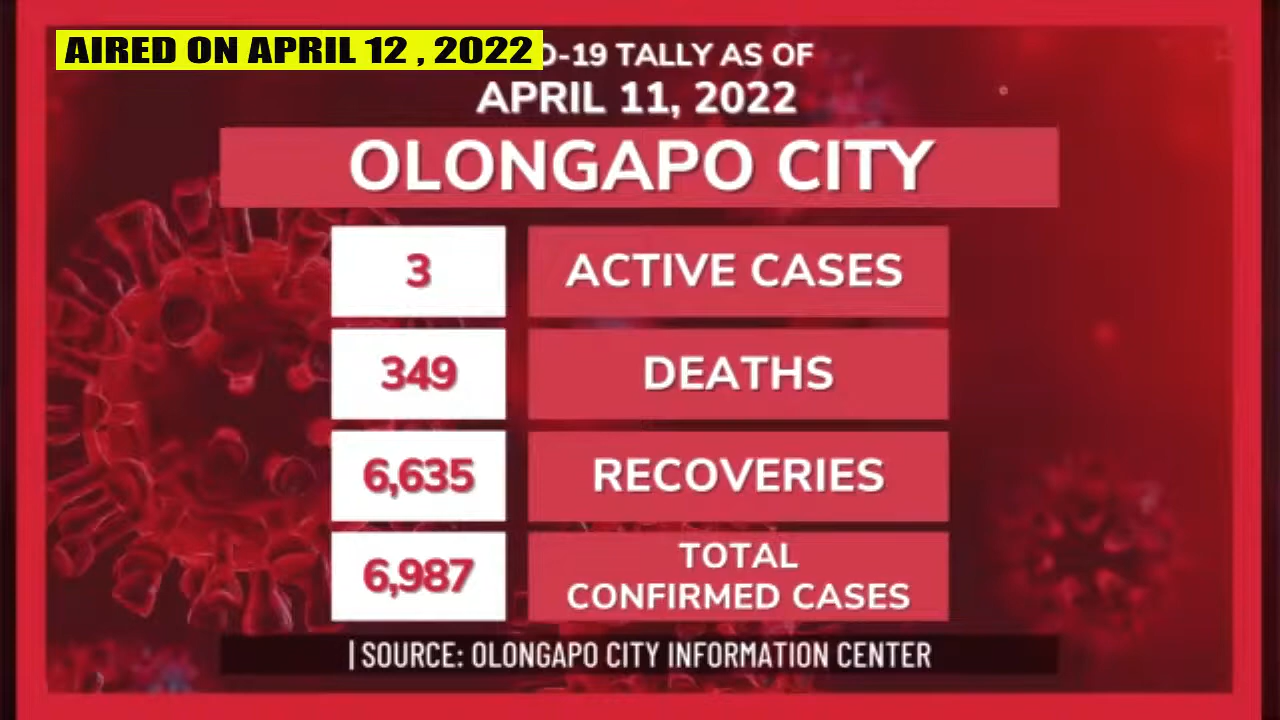 AIRED ON APRIL 12 , 2022
D-19 TALLY AS OF
APRIL 11, 2022
OLONGAPO CITY
3 ACTIVE CASES
349 DEATHS
6,635 RECOVERIES
6,987 TOTAL
CONFIRMED CASES
| SOURCE: OLONGAPO CITY INFORMATION CENTER